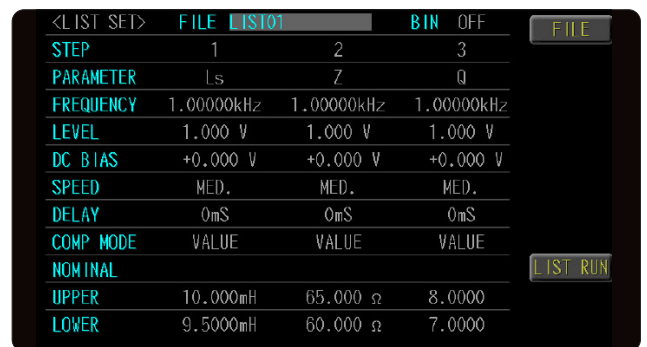 <LIST SET> FILE LIST01 BIN OFF FILE
STEP 1 2 3
PARAMETER Ls Z Q
FREQUENCY 1.00000kHz 1.00000kHz 1.00000kHz
LEVEL 1.000 V 1.000 V 1.000 V
DC BIAS +0.000 V +0.000 V +0.000 V
SPEED MED. MED. MED.
DELAY 0mS 0mS 0mS
COMP MODE VALUE VALUE VALUE
NOMINAL LIST RUN
UPPER 10.000mH 65.000 Ω 8.0000
LOWER 9.5000mH 60.000 Ω 7.0000